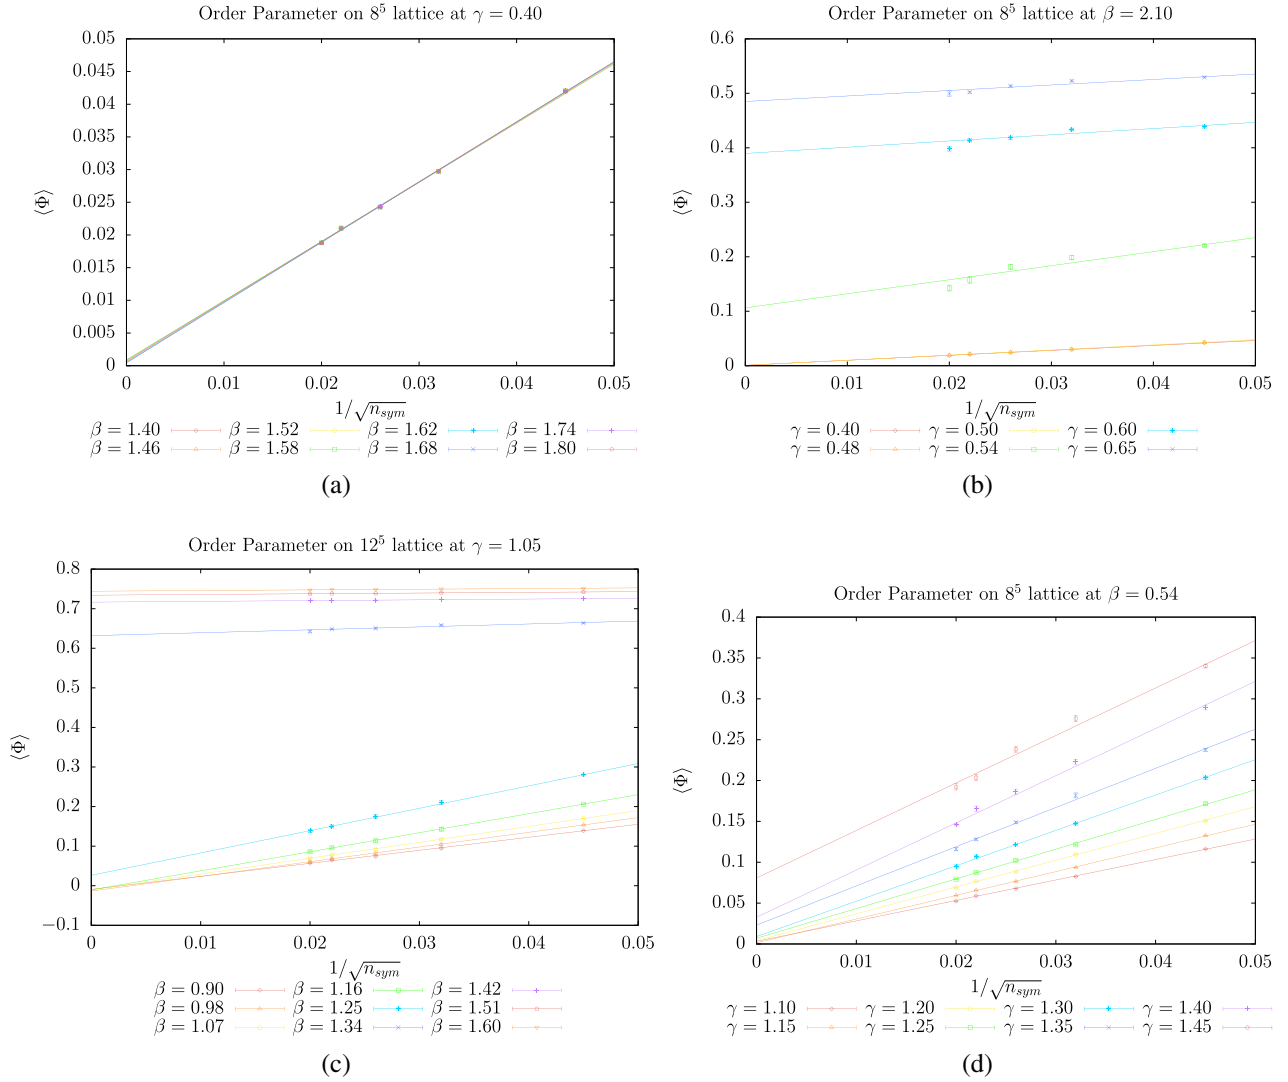 Order Parameter on 8⁵ lattice at γ = 0.40
0.05
0.045
0.04
0.035
0.03
0.025
0.02
0.015
0.01
0.005
0
⟨Φ⟩
0 0.01 0.02 0.03 0.04 0.05
1/√n_sym
β = 1.40 β = 1.52 β = 1.62 β = 1.74
β = 1.46 β = 1.58 β = 1.68 β = 1.80
(a)
Order Parameter on 8⁵ lattice at β = 2.10
0.6
0.5
0.4
0.3
0.2
0.1
0
⟨Φ⟩
0 0.01 0.02 0.03 0.04 0.05
1/√n_sym
γ = 0.40 γ = 0.50 γ = 0.60
γ = 0.48 γ = 0.54 γ = 0.65
(b)
Order Parameter on 12⁵ lattice at γ = 1.05
0.8
0.7
0.6
0.5
0.4
0.3
0.2
0.1
0
−0.1
⟨Φ⟩
0 0.01 0.02 0.03 0.04 0.05
1/√n_sym
β = 0.90 β = 1.16 β = 1.42
β = 0.98 β = 1.25 β = 1.51
β = 1.07 β = 1.34 β = 1.60
(c)
Order Parameter on 8⁵ lattice at β = 0.54
0.4
0.35
0.3
0.25
0.2
0.15
0.1
0.05
0
⟨Φ⟩
0 0.01 0.02 0.03 0.04 0.05
1/√n_sym
γ = 1.10 γ = 1.20 γ = 1.30 γ = 1.40
γ = 1.15 γ = 1.25 γ = 1.35 γ = 1.45
(d)